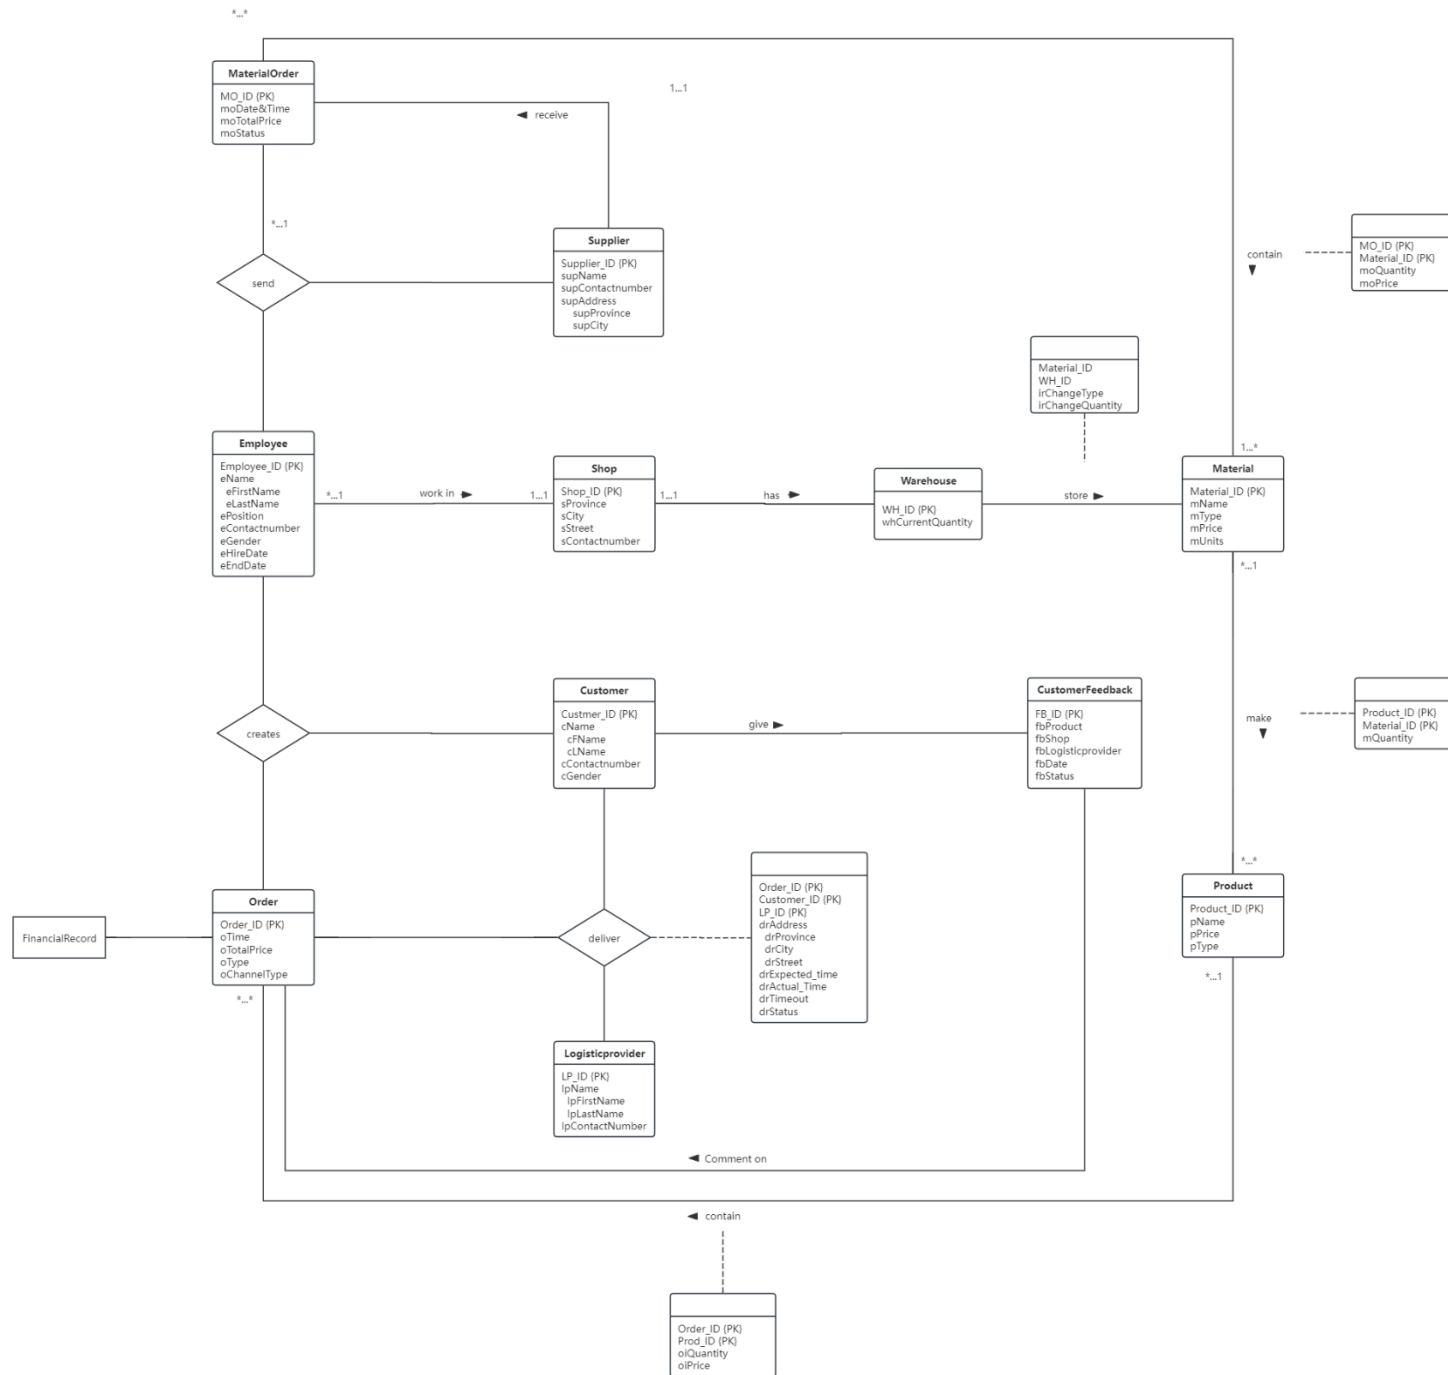 *...*
MaterialOrder
MO_ID {PK}
moDate&Time
moTotalPrice
moStatus
1...1
receive
*...1
Supplier
Supplier_ID {PK}
supName
supContactnumber
supAddress
supProvince
supCity
send
contain
MO_ID {PK}
Material_ID {PK}
moQuantity
moPrice
Material_ID
WH_ID
irChangeType
irChangeQuantity
Employee
Employee_ID {PK}
eName
eFirstName
eLastName
ePosition
eContactnumber
eGender
eHireDate
eEndDate
*...1
work in
1...1
Shop
Shop_ID {PK}
sProvince
sCity
sStreet
sContactnumber
1...1
has
Warehouse
WH_ID {PK}
whCurrentQuantity
store
1...*
Material
Material_ID {PK}
mName
mType
mPrice
mUnits
*...1
creates
Customer
Custmer_ID {PK}
cName
cFName
cLName
cContactnumber
cGender
give
CustomerFeedback
FB_ID {PK}
fbProduct
fbShop
fbLogisticprovider
fbDate
fbStatus
make
Product_ID {PK}
Material_ID {PK}
mQuantity
*...*
Product
Product_ID {PK}
pName
pPrice
pType
*...1
FinancialRecord
Order
Order_ID {PK}
oTime
oTotalPrice
oType
oChannelType
*...*
deliver
Order_ID {PK}
Customer_ID {PK}
LP_ID {PK}
drAddress
drProvince
drCity
drStreet
drExpected_time
drActual_Time
drTimeout
drStatus
Logisticprovider
LP_ID {PK}
lpName
lpFirstName
lpLastName
lpContactNumber
Comment on
contain
Order_ID {PK}
Prod_ID {PK}
oiQuantity
oiPrice